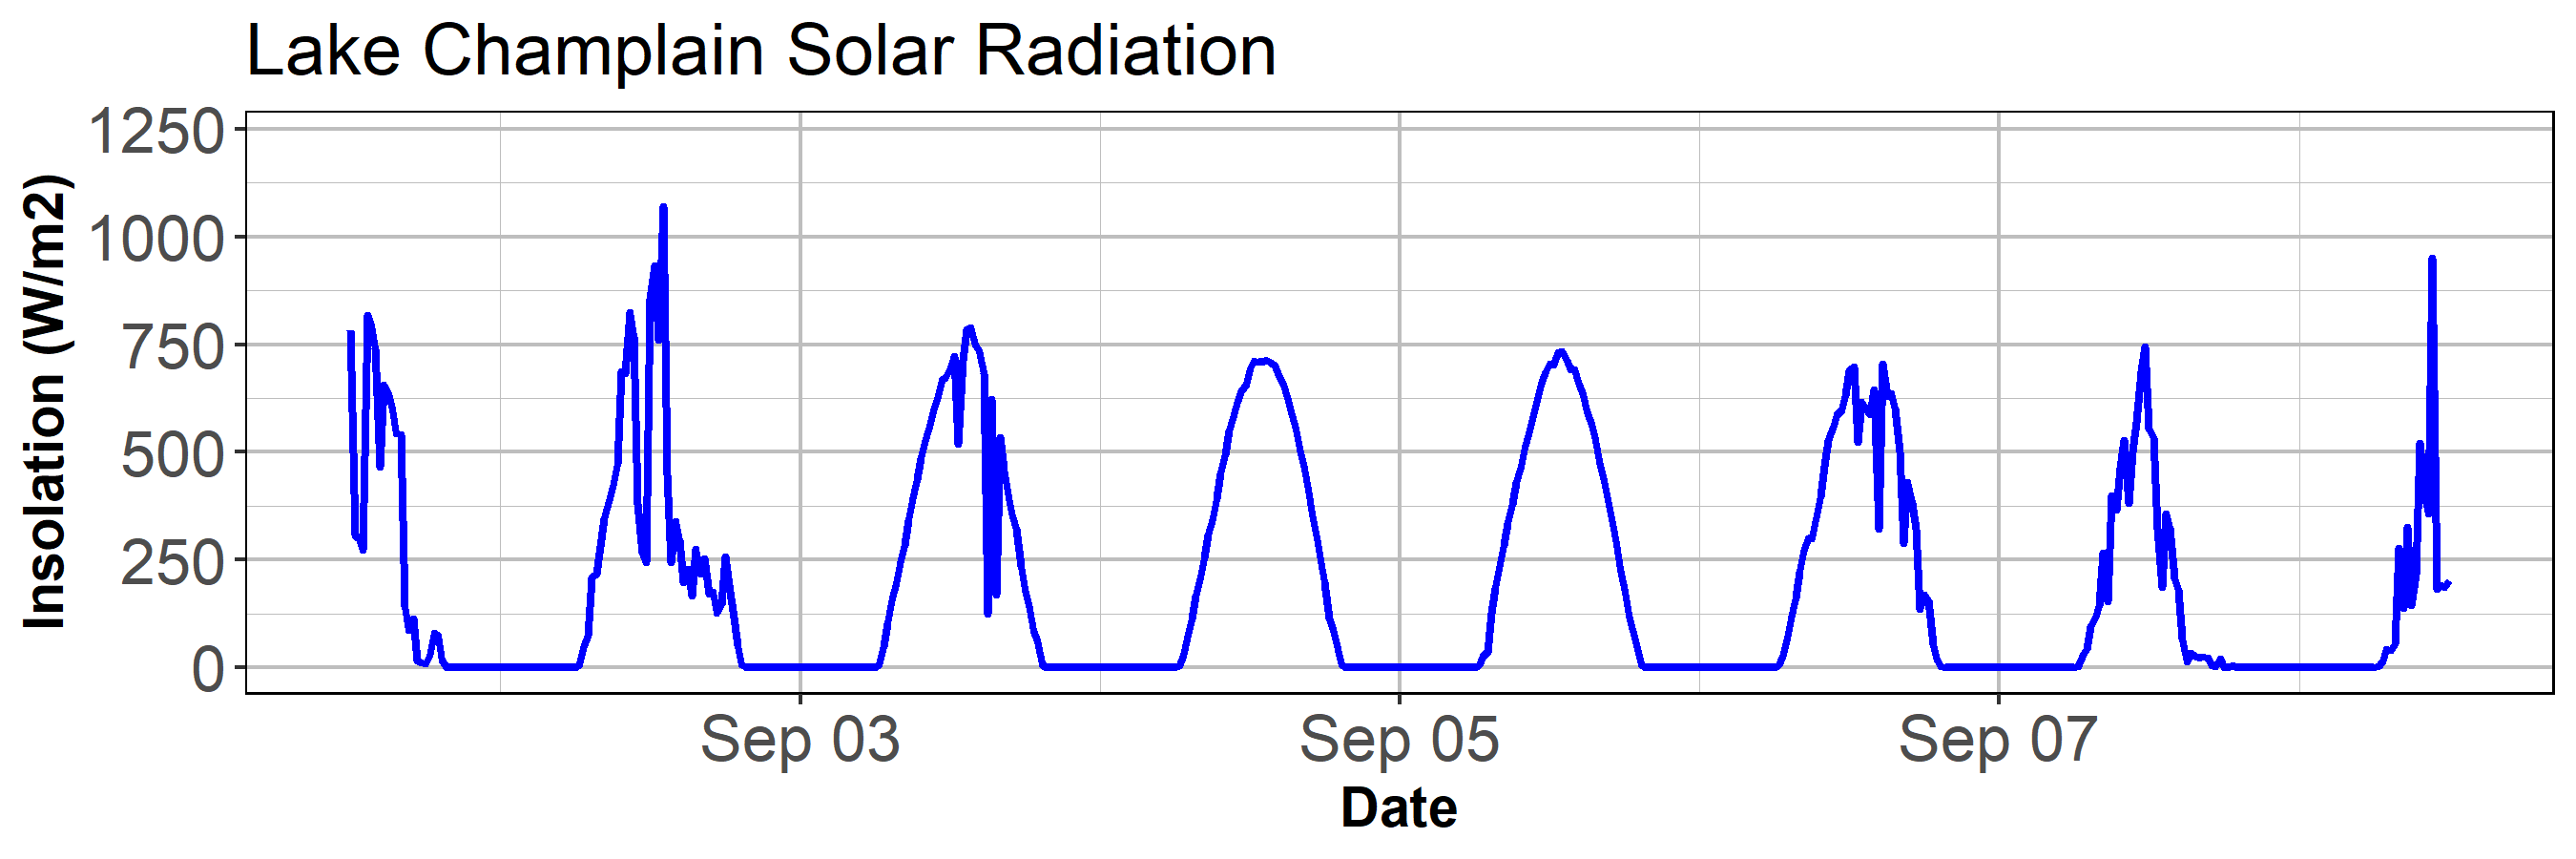 Lake Champlain Solar Radiation
Insolation (W/m2)
1250
1000
750
500
250
0
Sep 03 Sep 05 Sep 07
Date